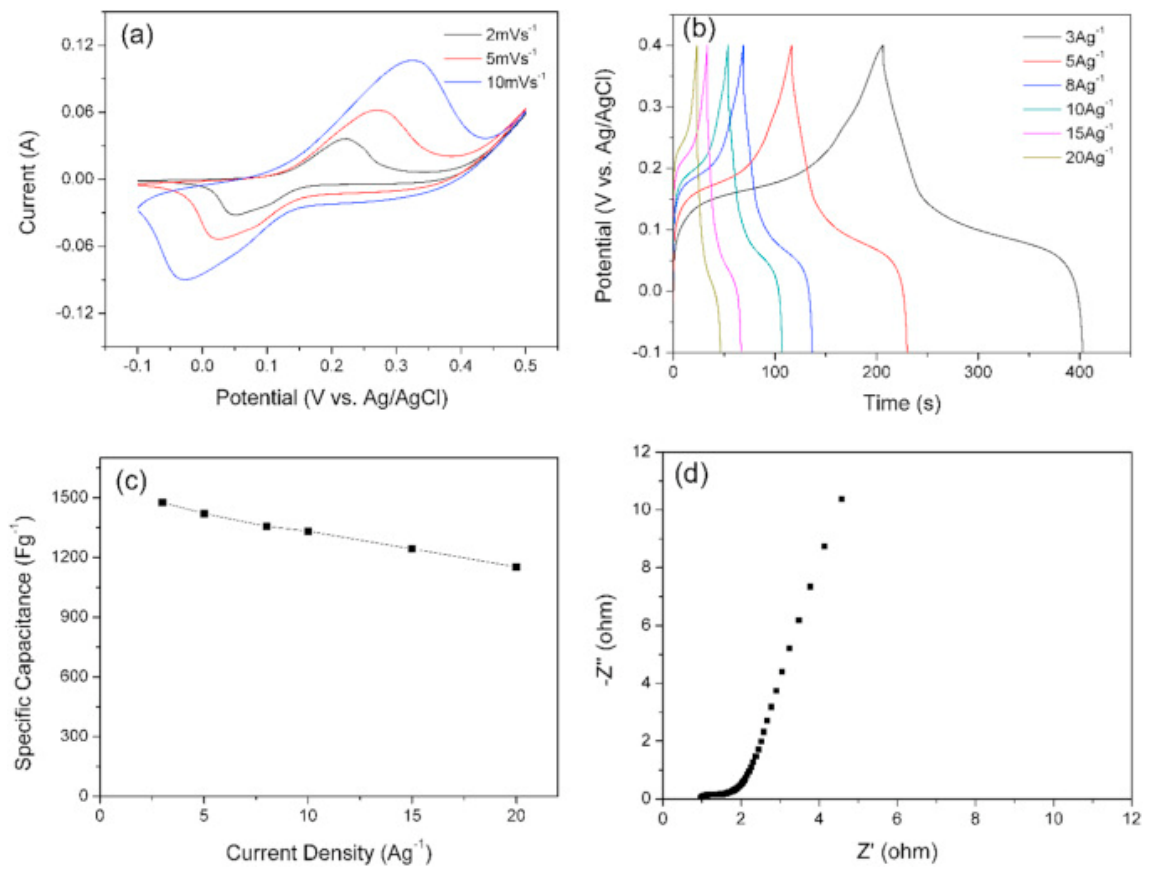 (a)
2mVs⁻¹
5mVs⁻¹
10mVs⁻¹
0.12
0.06
0.00
-0.06
-0.12
Current (A)
-0.1 0.0 0.1 0.2 0.3 0.4 0.5
Potential (V vs. Ag/AgCl)
(b)
3Ag⁻¹
5Ag⁻¹
8Ag⁻¹
10Ag⁻¹
15Ag⁻¹
20Ag⁻¹
0.4
0.3
0.2
0.1
0.0
-0.1
Potential (V vs. Ag/AgCl)
0 100 200 300 400
Time (s)
(c)
1500
1200
900
600
300
0
Specific Capacitance (Fg⁻¹)
0 5 10 15 20
Current Density (Ag⁻¹)
(d)
12
10
8
6
4
2
0
-Z" (ohm)
0 2 4 6 8 10 12
Z' (ohm)